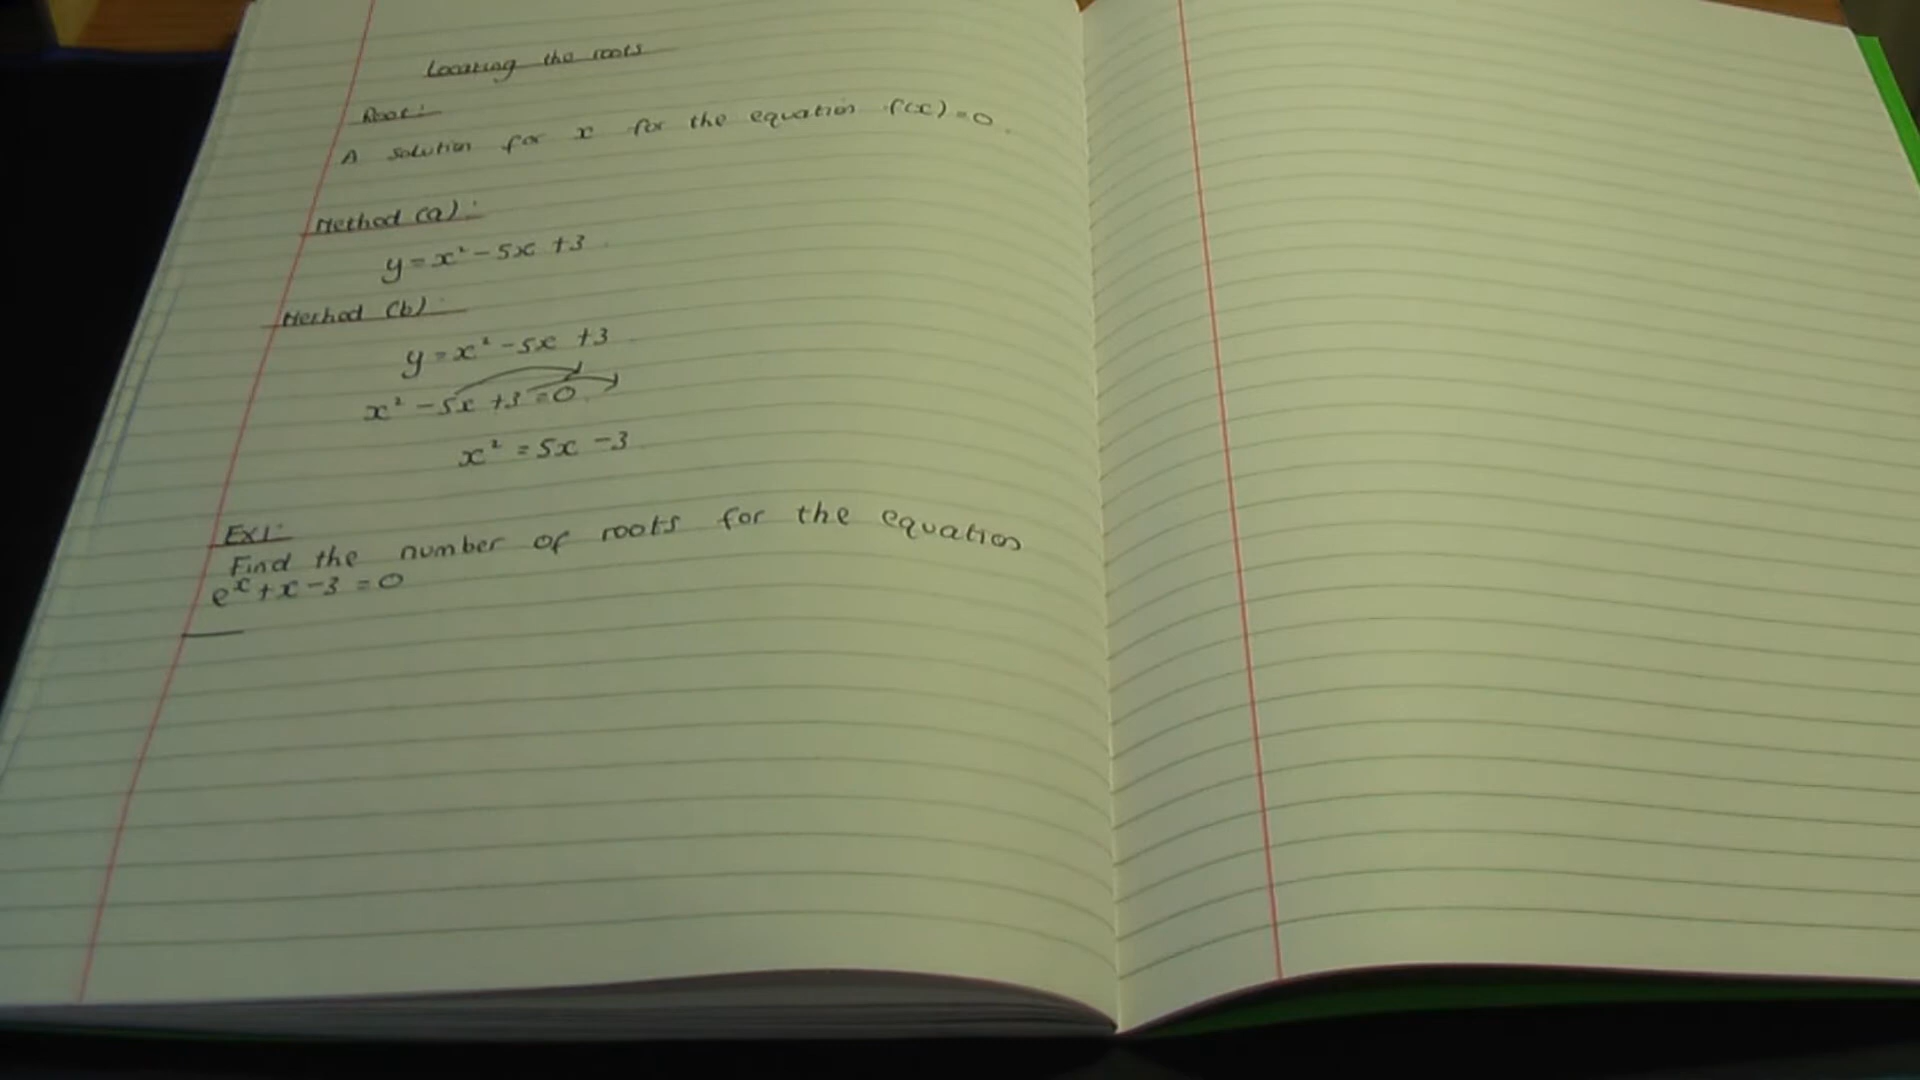 Locating the roots
Root:
A solution for x for the equation f(x)=0.
Method (a):
y = x² - 5x + 3
Method (b):
y = x² - 5x + 3
x² - 5x + 3 = 0
x² = 5x - 3
Ex1:
Find the number of roots for the equation
eˣ + x - 3 = 0